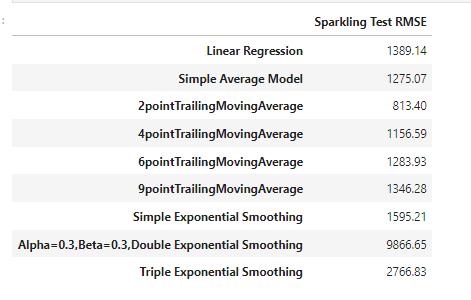 Sparkling Test RMSE
Linear Regression 1389.14
Simple Average Model 1275.07
2pointTrailingMovingAverage 813.40
4pointTrailingMovingAverage 1156.59
6pointTrailingMovingAverage 1283.93
9pointTrailingMovingAverage 1346.28
Simple Exponential Smoothing 1595.21
Alpha=0.3,Beta=0.3,Double Exponential Smoothing 9866.65
Triple Exponential Smoothing 2766.83